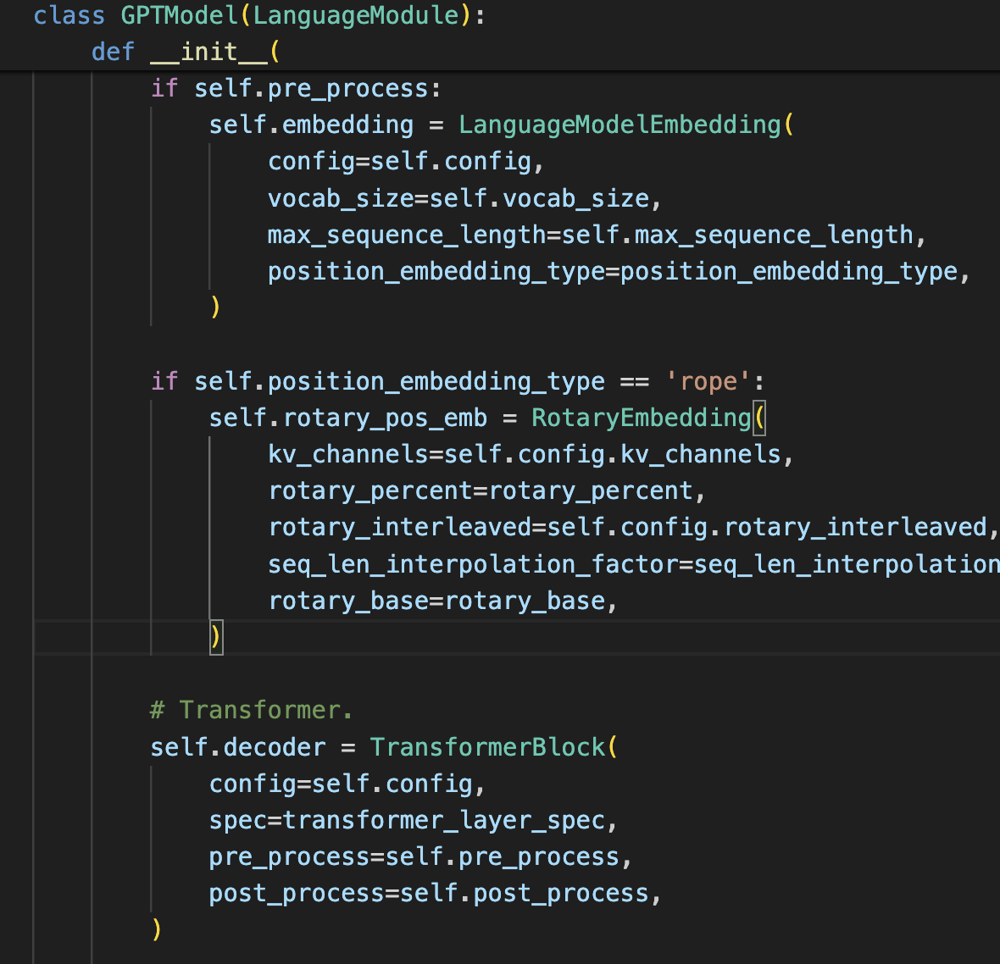 class GPTModel(LanguageModule):
def __init__(
if self.pre_process:
self.embedding = LanguageModelEmbedding(
config=self.config,
vocab_size=self.vocab_size,
max_sequence_length=self.max_sequence_length,
position_embedding_type=position_embedding_type,
)
if self.position_embedding_type == 'rope':
self.rotary_pos_emb = RotaryEmbedding(
kv_channels=self.config.kv_channels,
rotary_percent=rotary_percent,
rotary_interleaved=self.config.rotary_interleaved,
seq_len_interpolation_factor=seq_len_interpolation
rotary_base=rotary_base,
)
# Transformer.
self.decoder = TransformerBlock(
config=self.config,
spec=transformer_layer_spec,
pre_process=self.pre_process,
post_process=self.post_process,
)